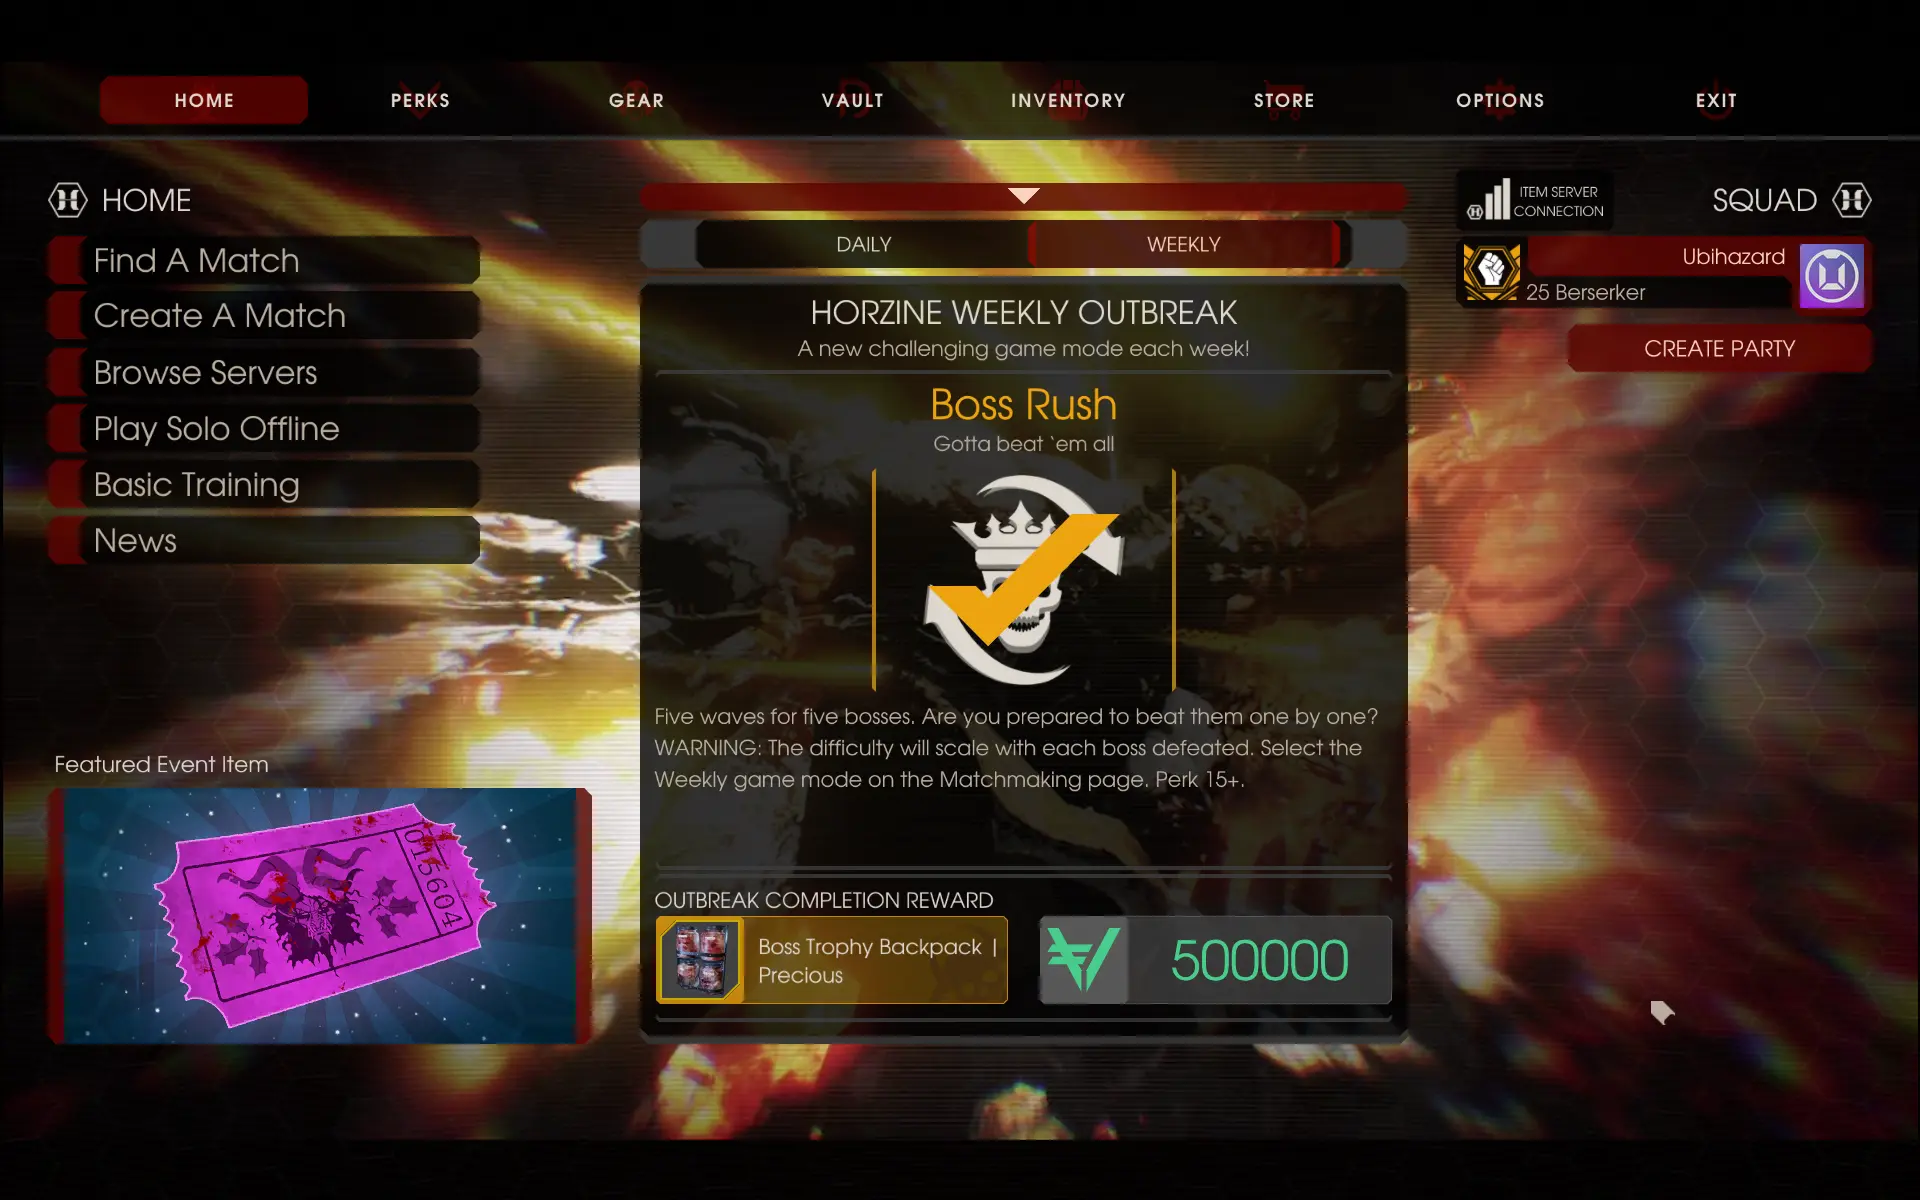 HOME
PERKS
GEAR
VAULT
INVENTORY
STORE
OPTIONS
EXIT
HOME
Find A Match
Create A Match
Browse Servers
Play Solo Offline
Basic Training
News
Featured Event Item
015604
DAILY
WEEKLY
HORZINE WEEKLY OUTBREAK
A new challenging game mode each week!
Boss Rush
Gotta beat `em all
Five waves for five bosses. Are you prepared to beat them one by one?
WARNING: The difficulty will scale with each boss defeated. Select the
Weekly game mode on the Matchmaking page. Perk 15+.
OUTBREAK COMPLETION REWARD
Boss Trophy Backpack |
Precious
500000
ITEM SERVER
CONNECTION
SQUAD
Ubihazard
25 Berserker
CREATE PARTY